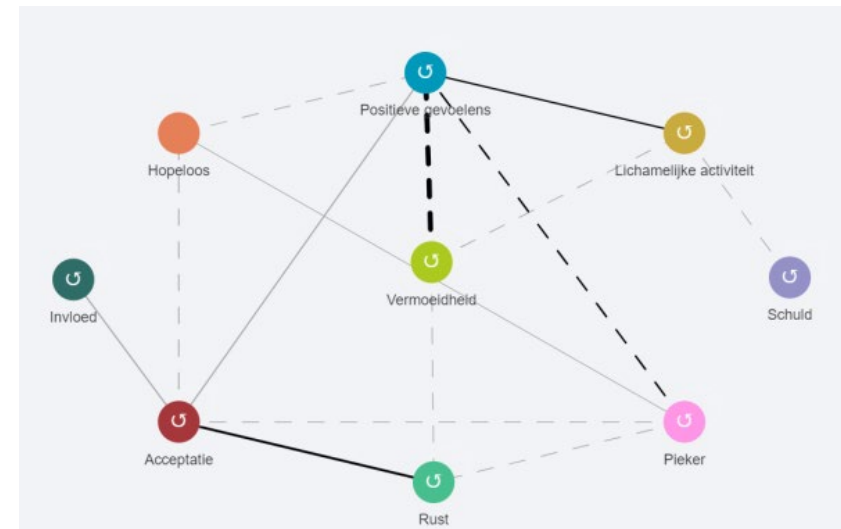 Positieve gevoelens
Hopeloos
Lichamelijke activiteit
Vermoeidheid
Invloed
Schuld
Acceptatie
Pieker
Rust